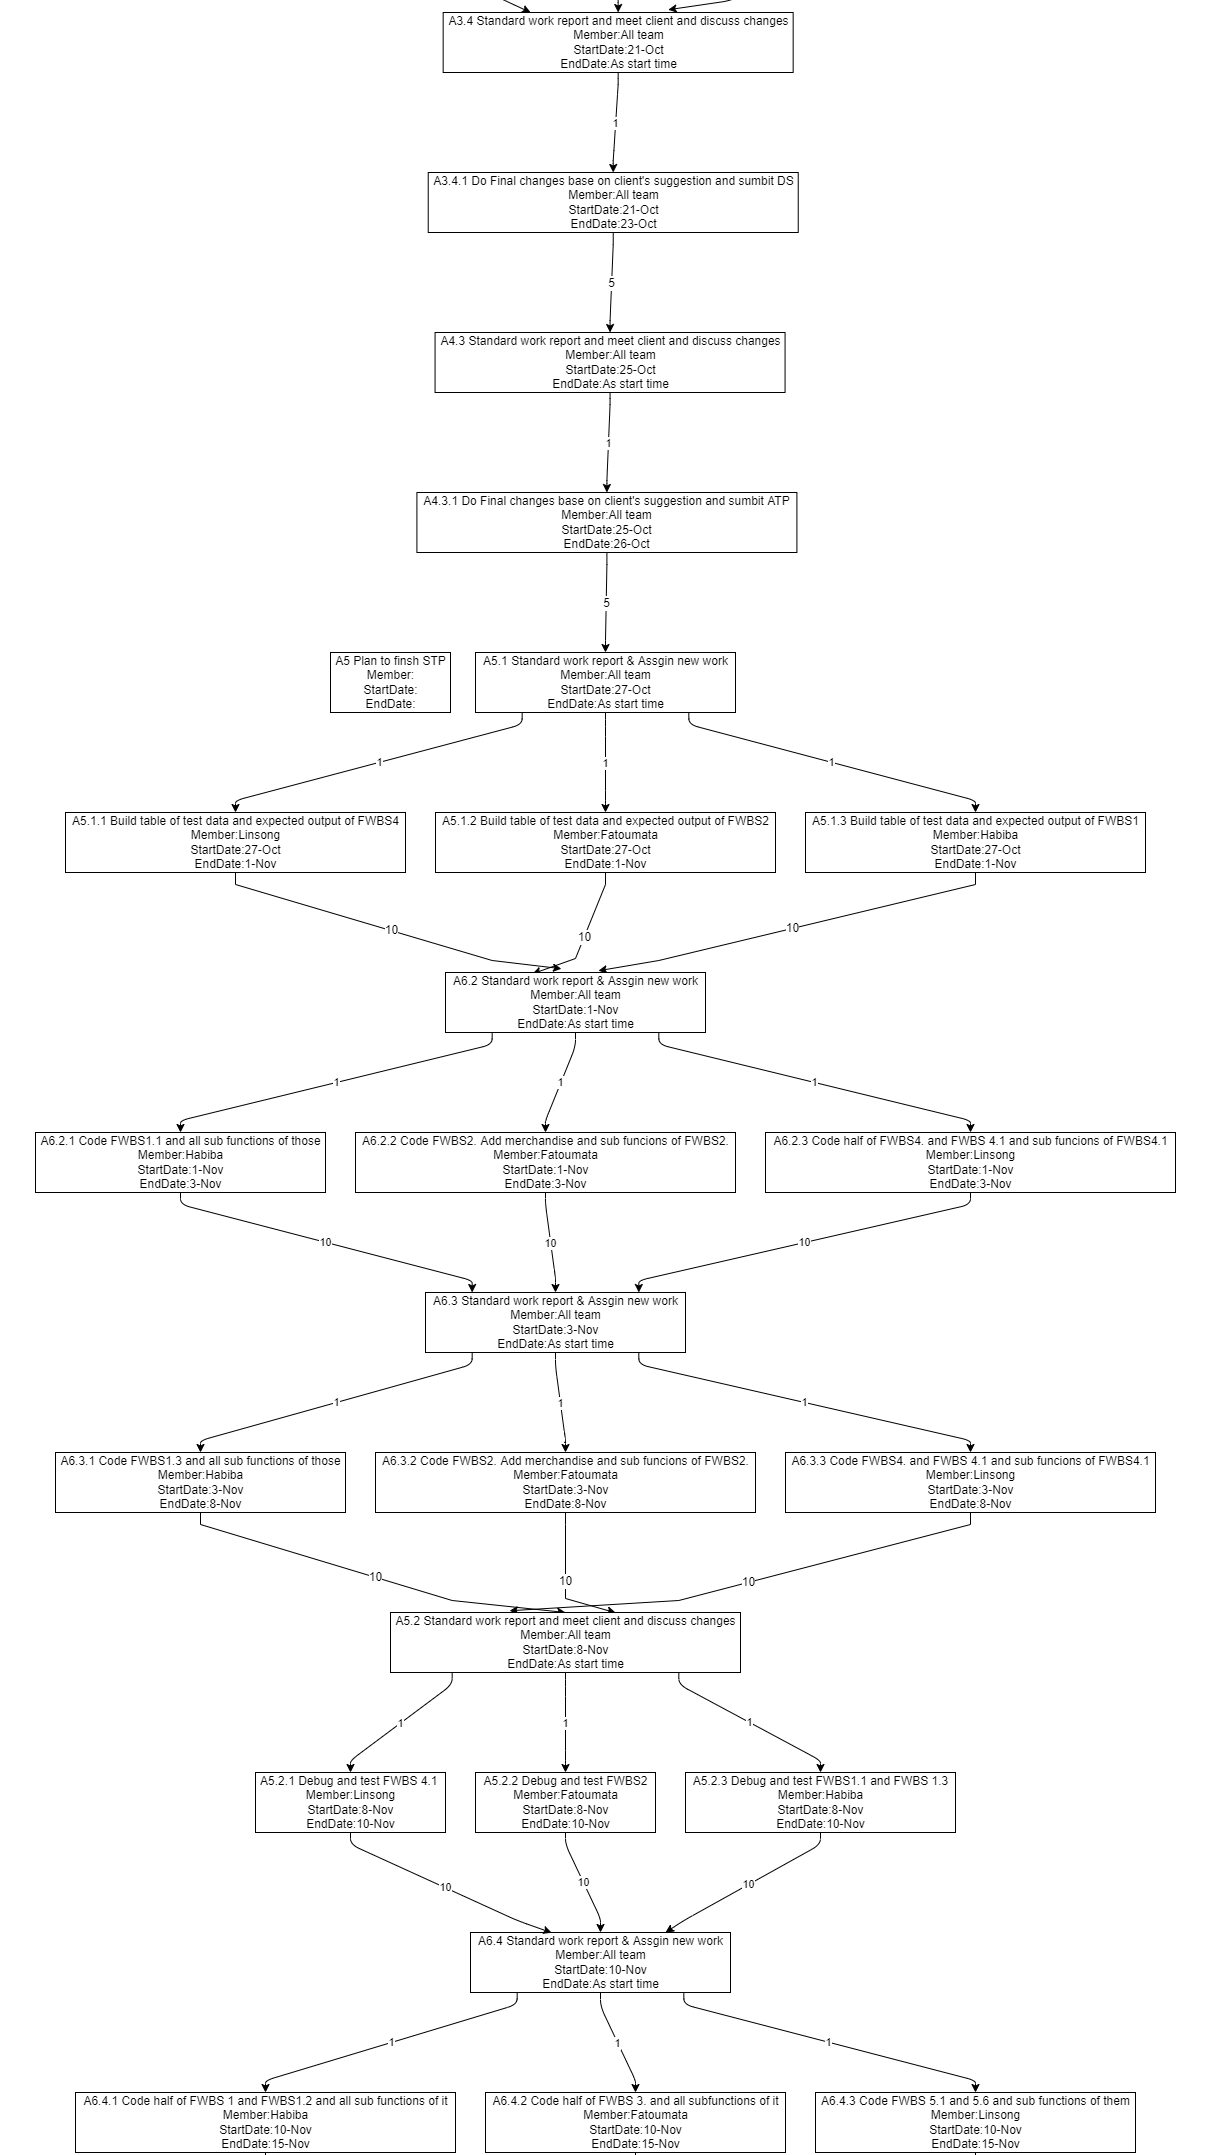 A3.4 Standard work report and meet client and discuss changes
Member:All team
StartDate:21-Oct
EndDate:As start time
1
A3.4.1 Do Final changes base on client's suggestion and sumbit DS
Member:All team
StartDate:21-Oct
EndDate:23-Oct
5
A4.3 Standard work report and meet client and discuss changes
Member:All team
StartDate:25-Oct
EndDate:As start time
1
A4.3.1 Do Final changes base on client's suggestion and sumbit ATP
Member:All team
StartDate:25-Oct
EndDate:26-Oct
5
A5 Plan to finsh STP
Member:
StartDate:
EndDate:
A5.1 Standard work report & Assgin new work
Member:All team
StartDate:27-Oct
EndDate:As start time
1
1
1
A5.1.1 Build table of test data and expected output of FWBS4
Member:Linsong
StartDate:27-Oct
EndDate:1-Nov
A5.1.2 Build table of test data and expected output of FWBS2
Member:Fatoumata
StartDate:27-Oct
EndDate:1-Nov
A5.1.3 Build table of test data and expected output of FWBS1
Member:Habiba
StartDate:27-Oct
EndDate:1-Nov
10
10
10
A6.2 Standard work report & Assgin new work
Member:All team
StartDate:1-Nov
EndDate:As start time
1
1
1
A6.2.1 Code FWBS1.1 and all sub functions of those
Member:Habiba
StartDate:1-Nov
EndDate:3-Nov
A6.2.2 Code FWBS2. Add merchandise and sub funcions of FWBS2.
Member:Fatoumata
StartDate:1-Nov
EndDate:3-Nov
A6.2.3 Code half of FWBS4. and FWBS 4.1 and sub funcions of FWBS4.1
Member:Linsong
StartDate:1-Nov
EndDate:3-Nov
10
10
10
A6.3 Standard work report & Assgin new work
Member:All team
StartDate:3-Nov
EndDate:As start time
1
1
1
A6.3.1 Code FWBS1.3 and all sub functions of those
Member:Habiba
StartDate:3-Nov
EndDate:8-Nov
A6.3.2 Code FWBS2. Add merchandise and sub funcions of FWBS2.
Member:Fatoumata
StartDate:3-Nov
EndDate:8-Nov
A6.3.3 Code FWBS4. and FWBS 4.1 and sub funcions of FWBS4.1
Member:Linsong
StartDate:3-Nov
EndDate:8-Nov
10
10
10
A5.2 Standard work report and meet client and discuss changes
Member:All team
StartDate:8-Nov
EndDate:As start time
1
1
1
A5.2.1 Debug and test FWBS 4.1
Member:Linsong
StartDate:8-Nov
EndDate:10-Nov
A5.2.2 Debug and test FWBS2
Member:Fatoumata
StartDate:8-Nov
EndDate:10-Nov
A5.2.3 Debug and test FWBS1.1 and FWBS 1.3
Member:Habiba
StartDate:8-Nov
EndDate:10-Nov
10
10
10
A6.4 Standard work report & Assgin new work
Member:All team
StartDate:10-Nov
EndDate:As start time
1
1
1
A6.4.1 Code half of FWBS 1 and FWBS1.2 and all sub functions of it
Member:Habiba
StartDate:10-Nov
EndDate:15-Nov
A6.4.2 Code half of FWBS 3. and all subfunctions of it
Member:Fatoumata
StartDate:10-Nov
EndDate:15-Nov
A6.4.3 Code FWBS 5.1 and 5.6 and sub functions of them
Member:Linsong
StartDate:10-Nov
EndDate:15-Nov